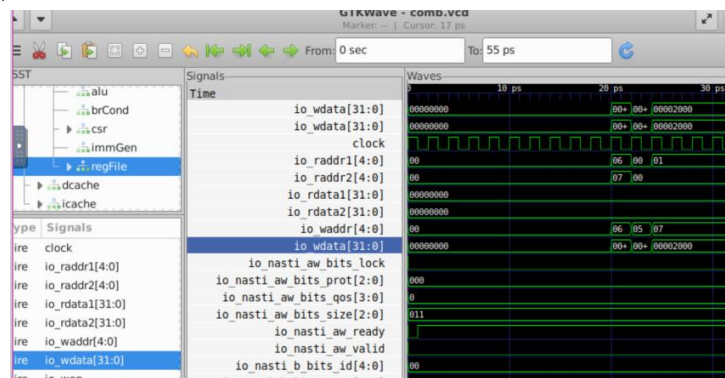 GTKWave - comb.vcd
Marker: -- | Cursor: 17 ps
From: 0 sec To: 55 ps
SST
alu
brCond
csr
immGen
regFile
dcache
icache
ype Signals
ire clock
ire io_raddr1[4:0]
ire io_raddr2[4:0]
ire io_rdata1[31:0]
ire io_rdata2[31:0]
ire io_waddr[4:0]
ire io_wdata[31:0]
Signals
Time
io_wdata[31:0]
io_wdata[31:0]
clock
io_raddr1[4:0]
io_raddr2[4:0]
io_rdata1[31:0]
io_rdata2[31:0]
io_waddr[4:0]
io_wdata[31:0]
io_nasti_aw_bits_lock
io_nasti_aw_bits_prot[2:0]
io_nasti_aw_bits_qos[3:0]
io_nasti_aw_bits_size[2:0]
io_nasti_aw_ready
io_nasti_aw_valid
io_nasti_b_bits_id[4:0]
Waves
10 ps 20 ps 30 ps
00000000 00+ 00+ 00002000
00000000 00+ 00+ 00002000
00 06 00 01
00 07 00
00000000
00000000
00 06 05 07
00000000 00+ 00+ 00002000
000
0
011
00